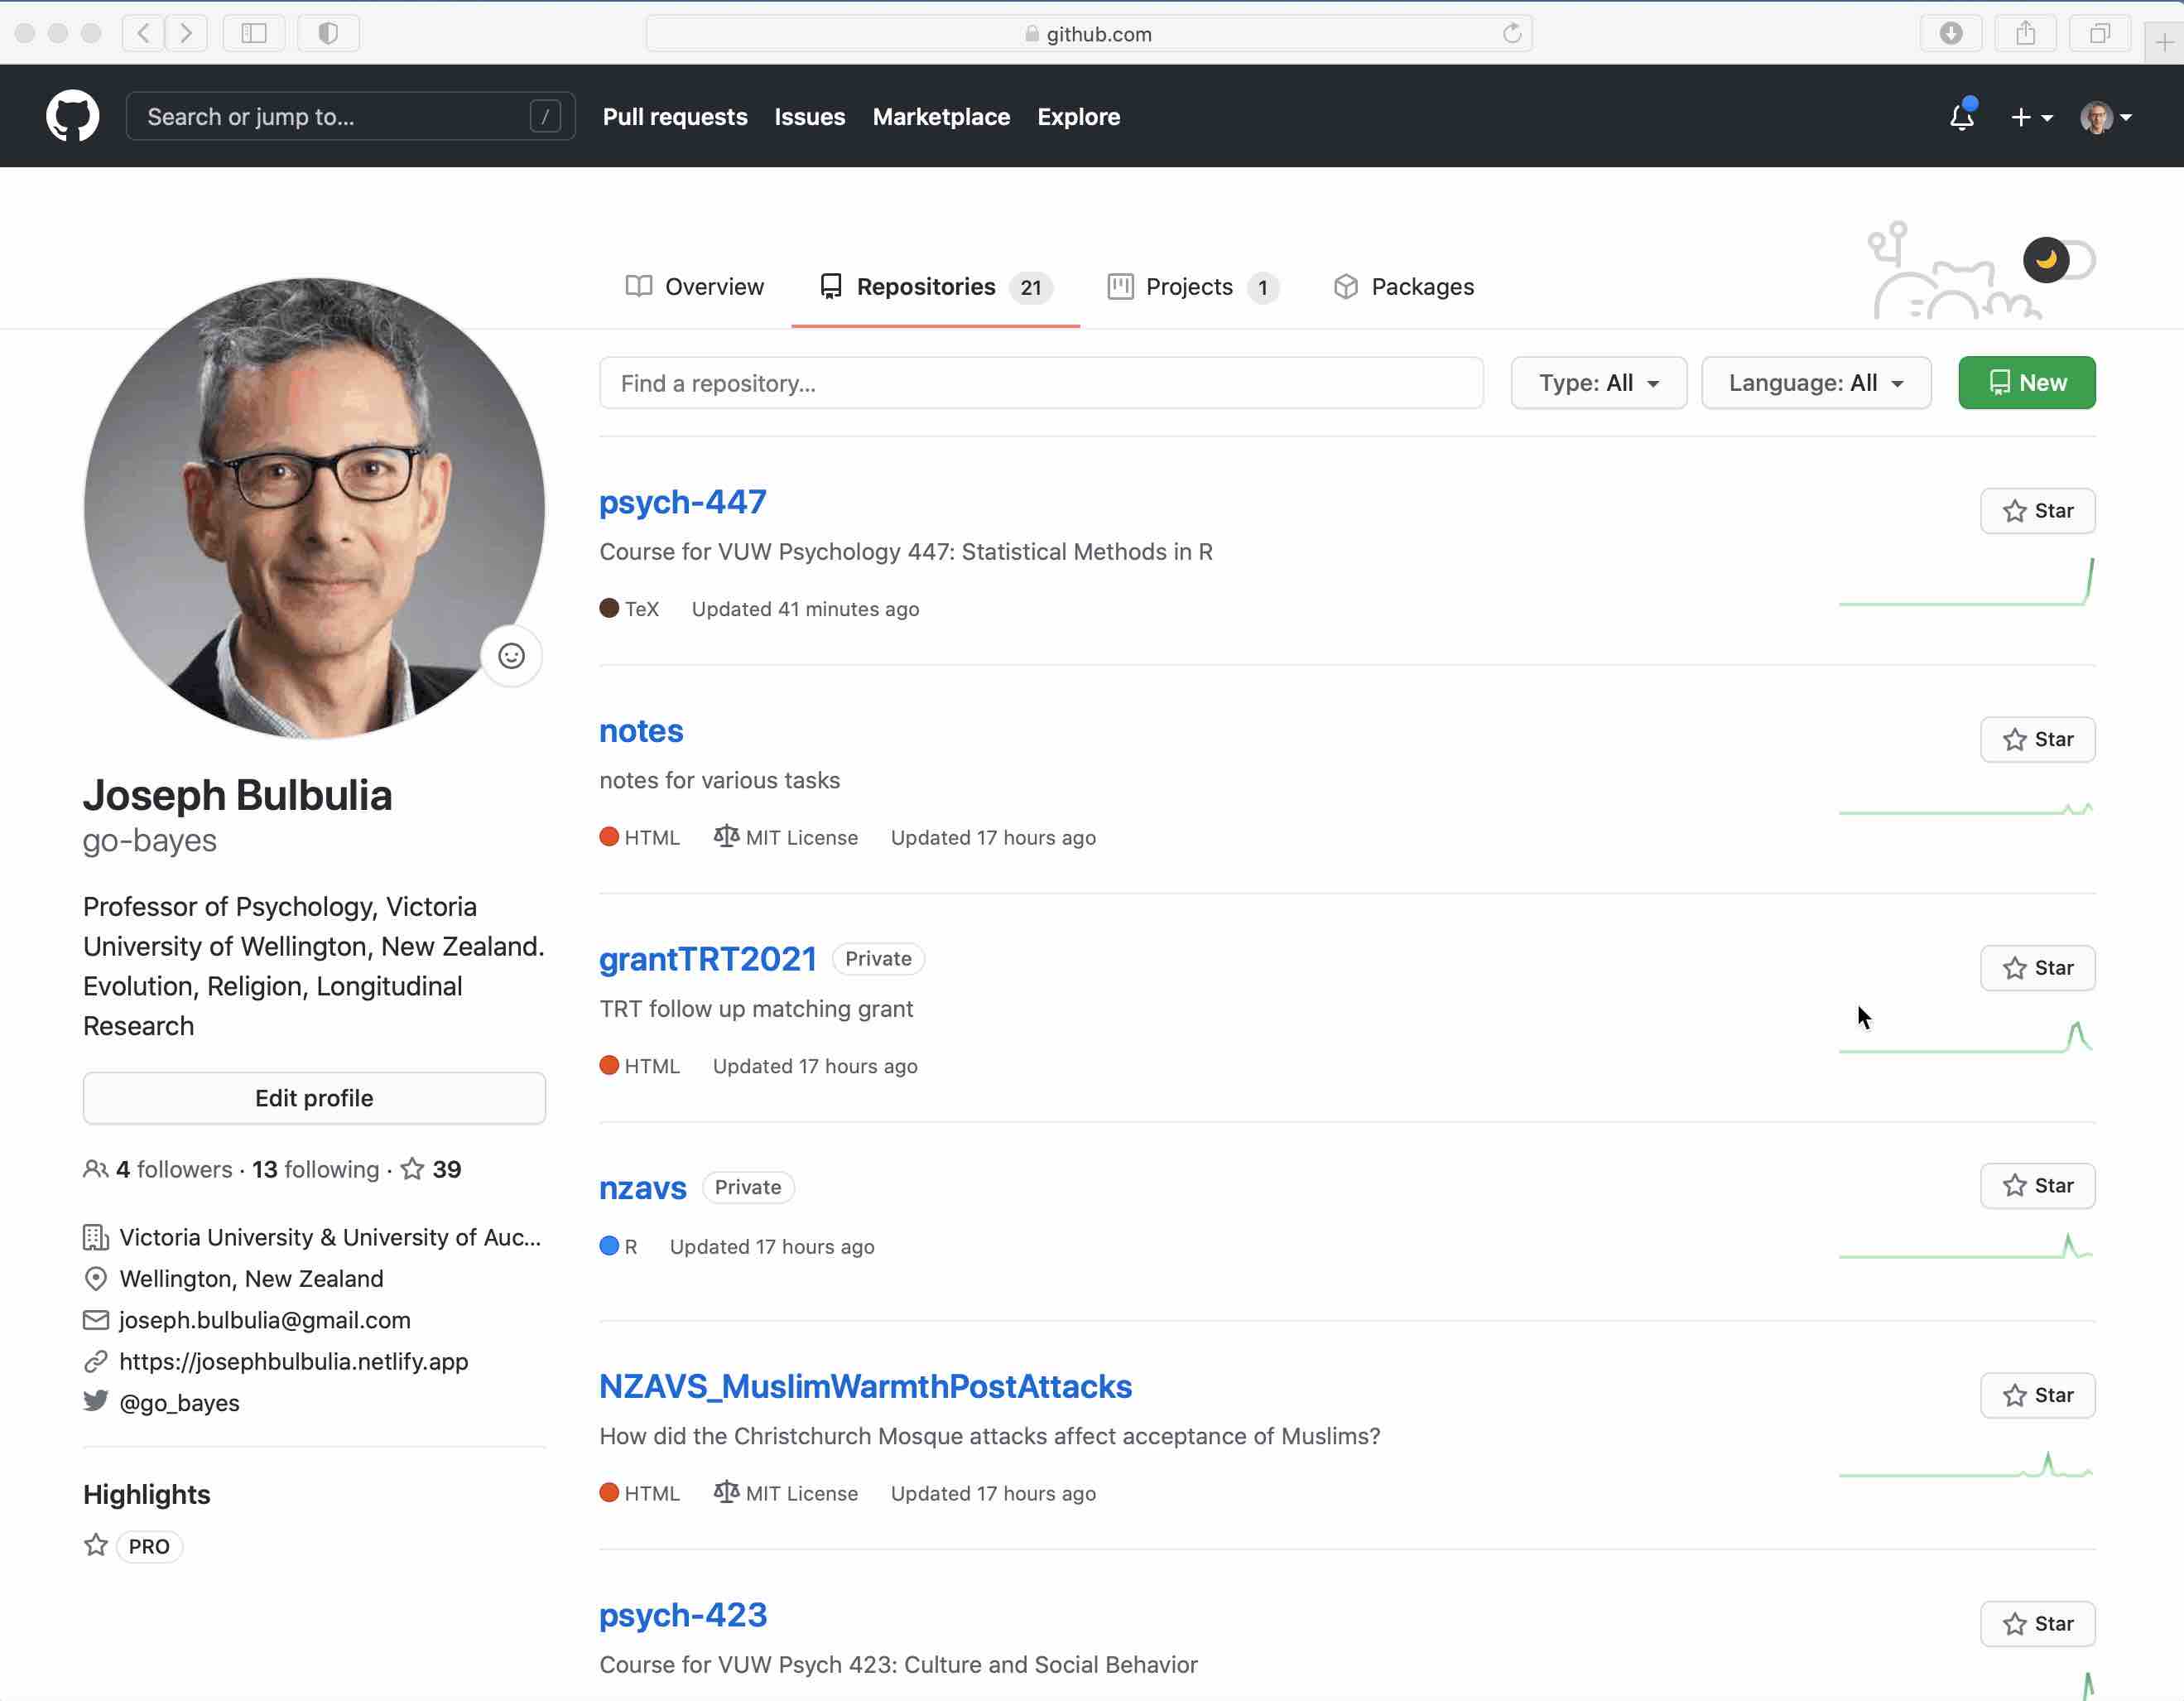 github.com
Search or jump to...
/
Pull requests
Issues
Marketplace
Explore
Overview
Repositories 21
Projects 1
Packages
Find a repository...
Type: All
Language: All
New
Joseph Bulbulia
go-bayes
Professor of Psychology, Victoria
University of Wellington, New Zealand.
Evolution, Religion, Longitudinal
Research
Edit profile
4 followers · 13 following · 39
Victoria University & University of Auc...
Wellington, New Zealand
joseph.bulbulia@gmail.com
https://josephbulbulia.netlify.app
@go_bayes
Highlights
PRO
psych-447
Star
Course for VUW Psychology 447: Statistical Methods in R
TeX Updated 41 minutes ago
notes
Star
notes for various tasks
HTML MIT License Updated 17 hours ago
grantTRT2021 Private
Star
TRT follow up matching grant
HTML Updated 17 hours ago
nzavs Private
Star
R Updated 17 hours ago
NZAVS_MuslimWarmthPostAttacks
Star
How did the Christchurch Mosque attacks affect acceptance of Muslims?
HTML MIT License Updated 17 hours ago
psych-423
Star
Course for VUW Psych 423: Culture and Social Behavior